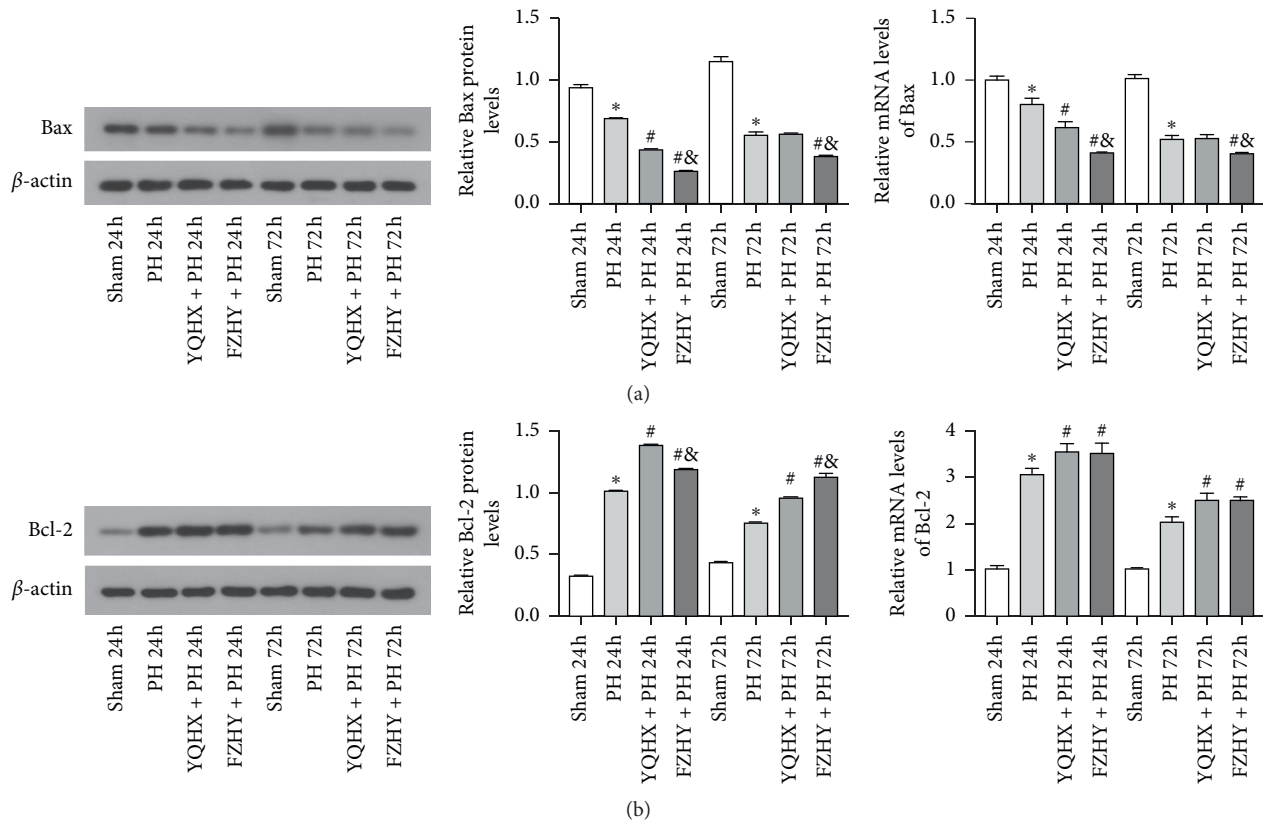 Bax
β-actin
Sham 24h
PH 24h
YQHX + PH 24h
FZHY + PH 24h
Sham 72h
PH 72h
YQHX + PH 72h
FZHY + PH 72h
Relative Bax protein
levels
1.5
1.0
0.5
0.0
*
#
#&
*
#&
Sham 24h
PH 24h
YQHX + PH 24h
FZHY + PH 24h
Sham 72h
PH 72h
YQHX + PH 72h
FZHY + PH 72h
Relative mRNA levels
of Bax
1.5
1.0
0.5
0.0
*
#
#&
*
#&
Sham 24h
PH 24h
YQHX + PH 24h
FZHY + PH 24h
Sham 72h
PH 72h
YQHX + PH 72h
FZHY + PH 72h
(a)
Bcl-2
β-actin
Sham 24h
PH 24h
YQHX + PH 24h
FZHY + PH 24h
Sham 72h
PH 72h
YQHX + PH 72h
FZHY + PH 72h
Relative Bcl-2 protein
levels
1.5
1.0
0.5
0.0
*
#
#&
*
#
#&
Sham 24h
PH 24h
YQHX + PH 24h
FZHY + PH 24h
Sham 72h
PH 72h
YQHX + PH 72h
FZHY + PH 72h
Relative mRNA levels
of Bcl-2
4
3
2
1
0
*
#
#
*
#
#
Sham 24h
PH 24h
YQHX + PH 24h
FZHY + PH 24h
Sham 72h
PH 72h
YQHX + PH 72h
FZHY + PH 72h
(b)